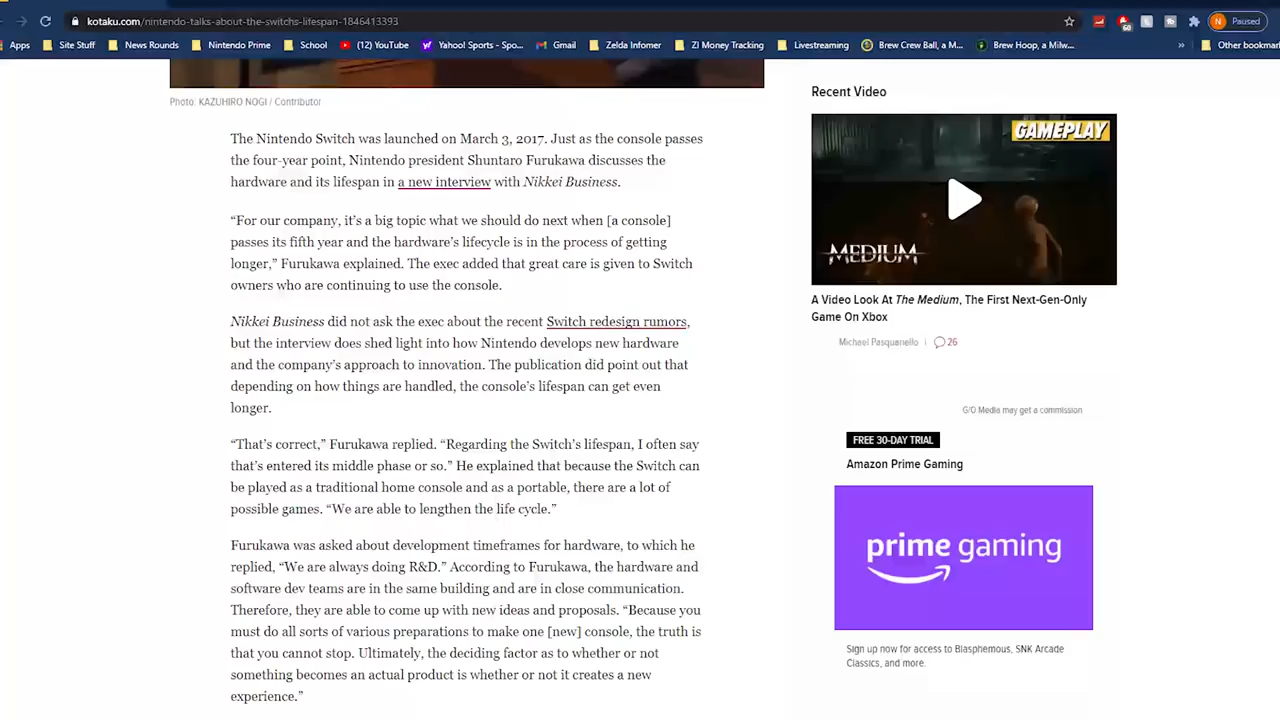 kotaku.com/nintendo-talks-about-the-switchs-lifespan-1846413393
N Paused
60
Apps Site Stuff News Rounds Nintendo Prime School (12) YouTube Yahoo! Sports - Spo... Gmail Zelda Infomer ZI Money Tracking Livestreaming Brew Crew Ball, a M... Brew Hoop, a Milw... » Other bookmar
Photo: KAZUHIRO NOGI / Contributor
The Nintendo Switch was launched on March 3, 2017. Just as the console passes
the four-year point, Nintendo president Shuntaro Furukawa discusses the
hardware and its lifespan in a new interview with Nikkei Business.
“For our company, it’s a big topic what we should do next when [a console]
passes its fifth year and the hardware’s lifecycle is in the process of getting
longer,” Furukawa explained. The exec added that great care is given to Switch
owners who are continuing to use the console.
Nikkei Business did not ask the exec about the recent Switch redesign rumors,
but the interview does shed light into how Nintendo develops new hardware
and the company’s approach to innovation. The publication did point out that
depending on how things are handled, the console’s lifespan can get even
longer.
“That’s correct,” Furukawa replied. “Regarding the Switch’s lifespan, I often say
that’s entered its middle phase or so.” He explained that because the Switch can
be played as a traditional home console and as a portable, there are a lot of
possible games. “We are able to lengthen the life cycle.”
Furukawa was asked about development timeframes for hardware, to which he
replied, “We are always doing R&D.” According to Furukawa, the hardware and
software dev teams are in the same building and are in close communication.
Therefore, they are able to come up with new ideas and proposals. “Because you
must do all sorts of various preparations to make one [new] console, the truth is
that you cannot stop. Ultimately, the deciding factor as to whether or not
something becomes an actual product is whether or not it creates a new
experience.”
Recent Video
GAMEPLAY
MEDIUM
A Video Look At The Medium, The First Next-Gen-Only
Game On Xbox
Michael Pasquarello | 26
G/O Media may get a commission
FREE 30-DAY TRIAL
Amazon Prime Gaming
prime gaming
Sign up now for access to Blasphemous, SNK Arcade
Classics, and more.